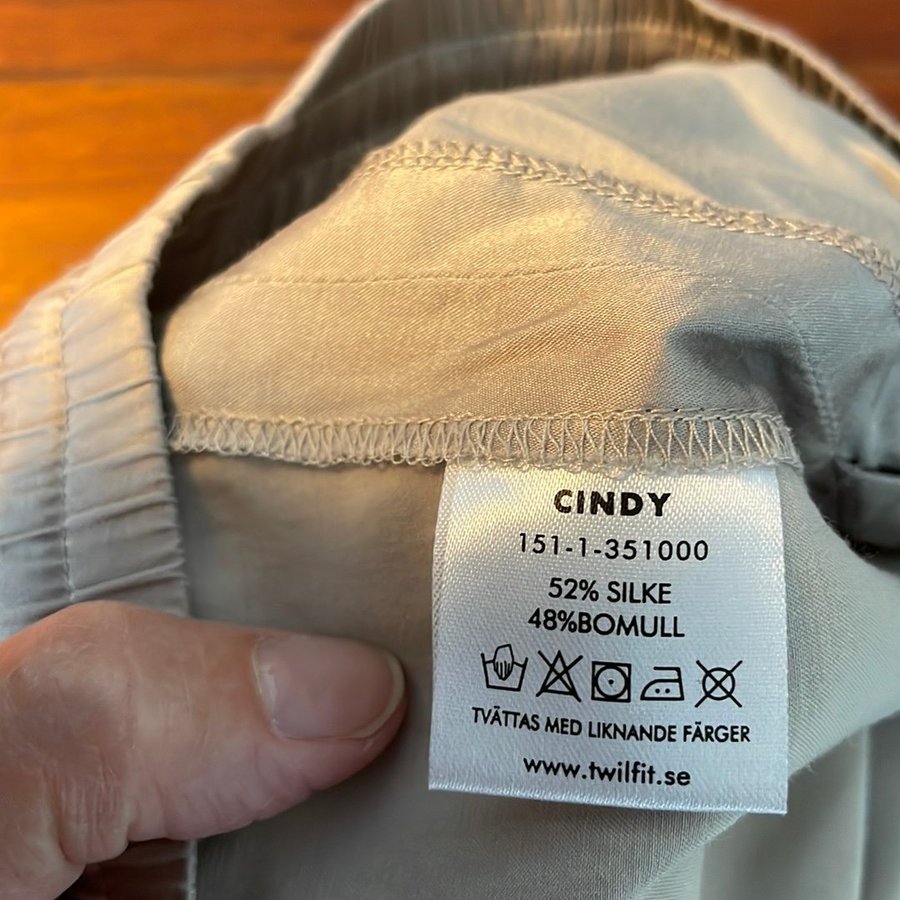 CINDY
151-1-351000
52% SILKE
48%BOMULL
TVÄTTAS MED LIKNANDE FÄRGER
www.twilfit.se